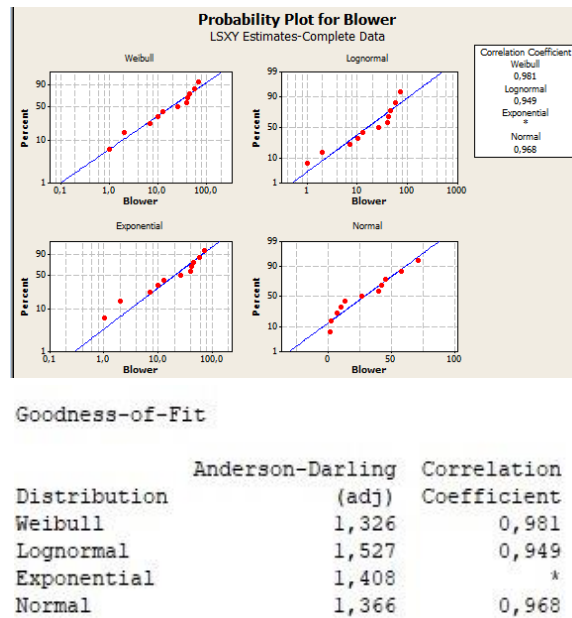 Probability Plot for Blower
LSXY Estimates-Complete Data
Weibull
Percent
90
50
10
1
0,1 1,0 10,0 100,0
Blower
Lognormal
Percent
99
90
50
10
1
1 10 100 1000
Blower
Correlation Coefficient
Weibull
0,981
Lognormal
0,949
Exponential
*
Normal
0,968
Exponential
Percent
90
50
10
1
0,1 1,0 10,0 100,0
Blower
Normal
Percent
99
90
50
10
1
0 50 100
Blower
Goodness-of-Fit
Anderson-Darling Correlation
Distribution (adj) Coefficient
Weibull 1,326 0,981
Lognormal 1,527 0,949
Exponential 1,408 *
Normal 1,366 0,968